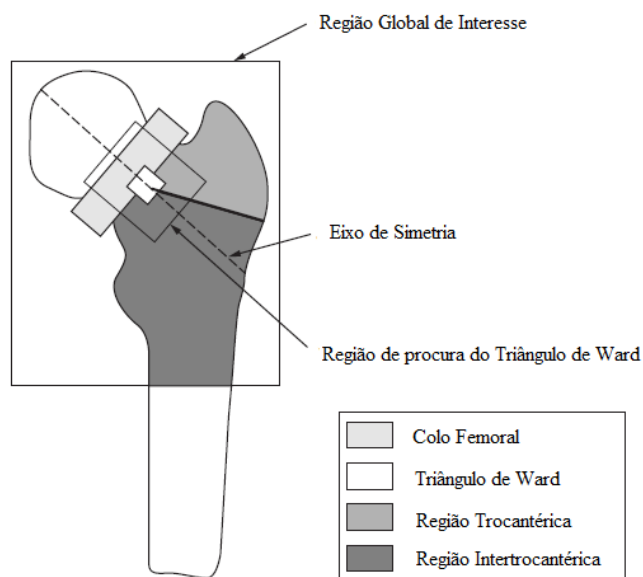 Região Global de Interesse
Eixo de Simetria
Região de procura do Triângulo de Ward
Colo Femoral
Triângulo de Ward
Região Trocantérica
Região Intertrocantérica